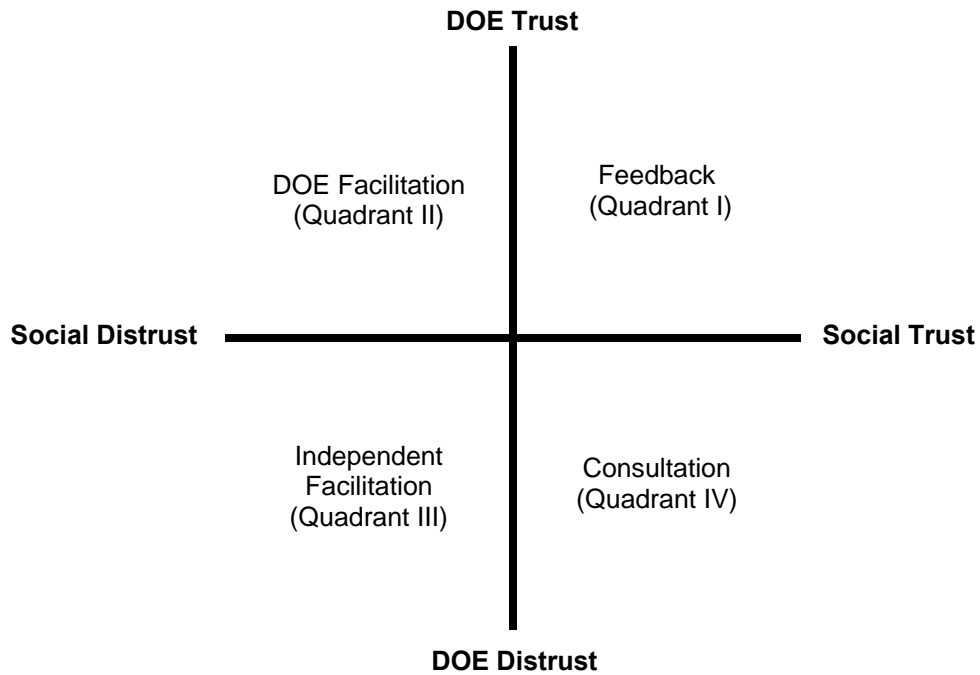 DOE Trust
DOE Facilitation
(Quadrant II)
Feedback
(Quadrant I)
Social Distrust
Social Trust
Independent
Facilitation
(Quadrant III)
Consultation
(Quadrant IV)
DOE Distrust